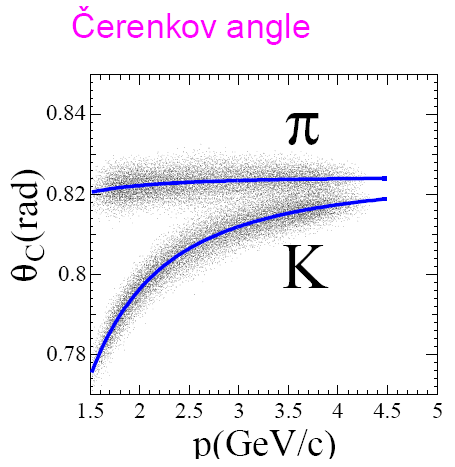 Čerenkov angle
0.84
π
0.82
θC(rad)
0.8
K
0.78
1.5 2 2.5 3 3.5 4 4.5 5
p(GeV/c)